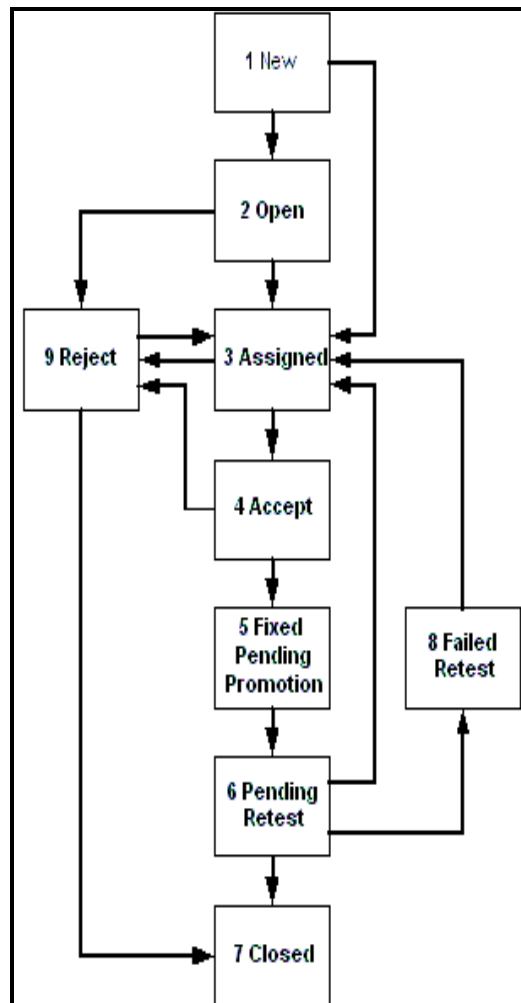 1 New
2 Open
9 Reject
3 Assigned
4 Accept
5 Fixed
Pending
Promotion
8 Failed
Retest
6 Pending
Retest
7 Closed